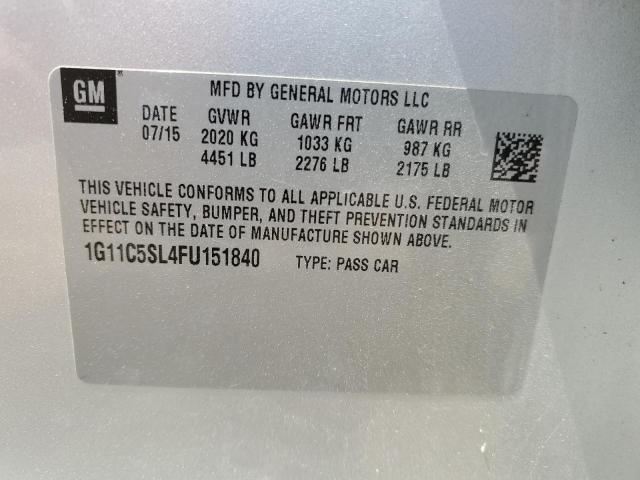 GM
MFD BY GENERAL MOTORS LLC
DATE GVWR GAWR FRT GAWR RR
07/15 2020 KG 1033 KG 987 KG
4451 LB 2276 LB 2175 LB
THIS VEHICLE CONFORMS TO ALL APPLICABLE U.S. FEDERAL MOTOR
VEHICLE SAFETY, BUMPER, AND THEFT PREVENTION STANDARDS IN
EFFECT ON THE DATE OF MANUFACTURE SHOWN ABOVE.
1G11C5SL4FU151840 TYPE: PASS CAR